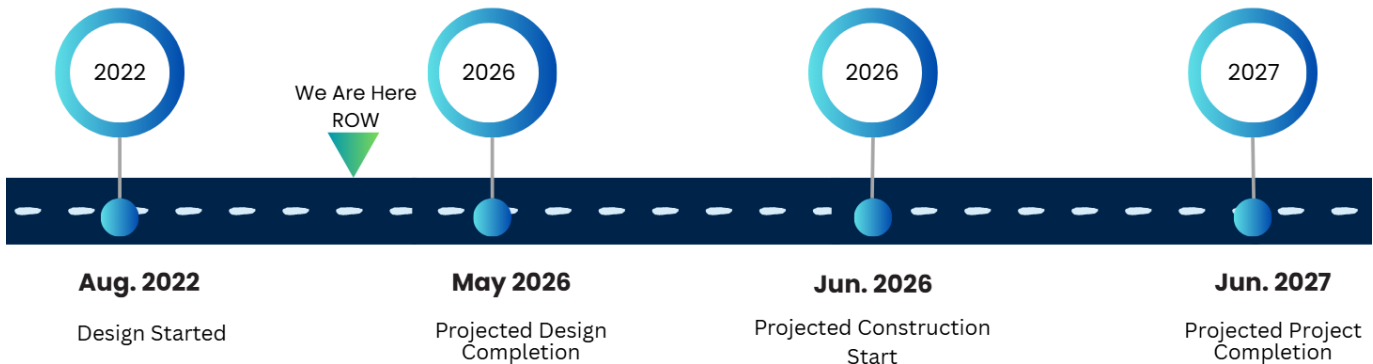 2022
2026
2026
2027
We Are Here
ROW
Aug. 2022
May 2026
Jun. 2026
Jun. 2027
Design Started
Projected Design
Completion
Projected Construction
Start
Projected Project
Completion